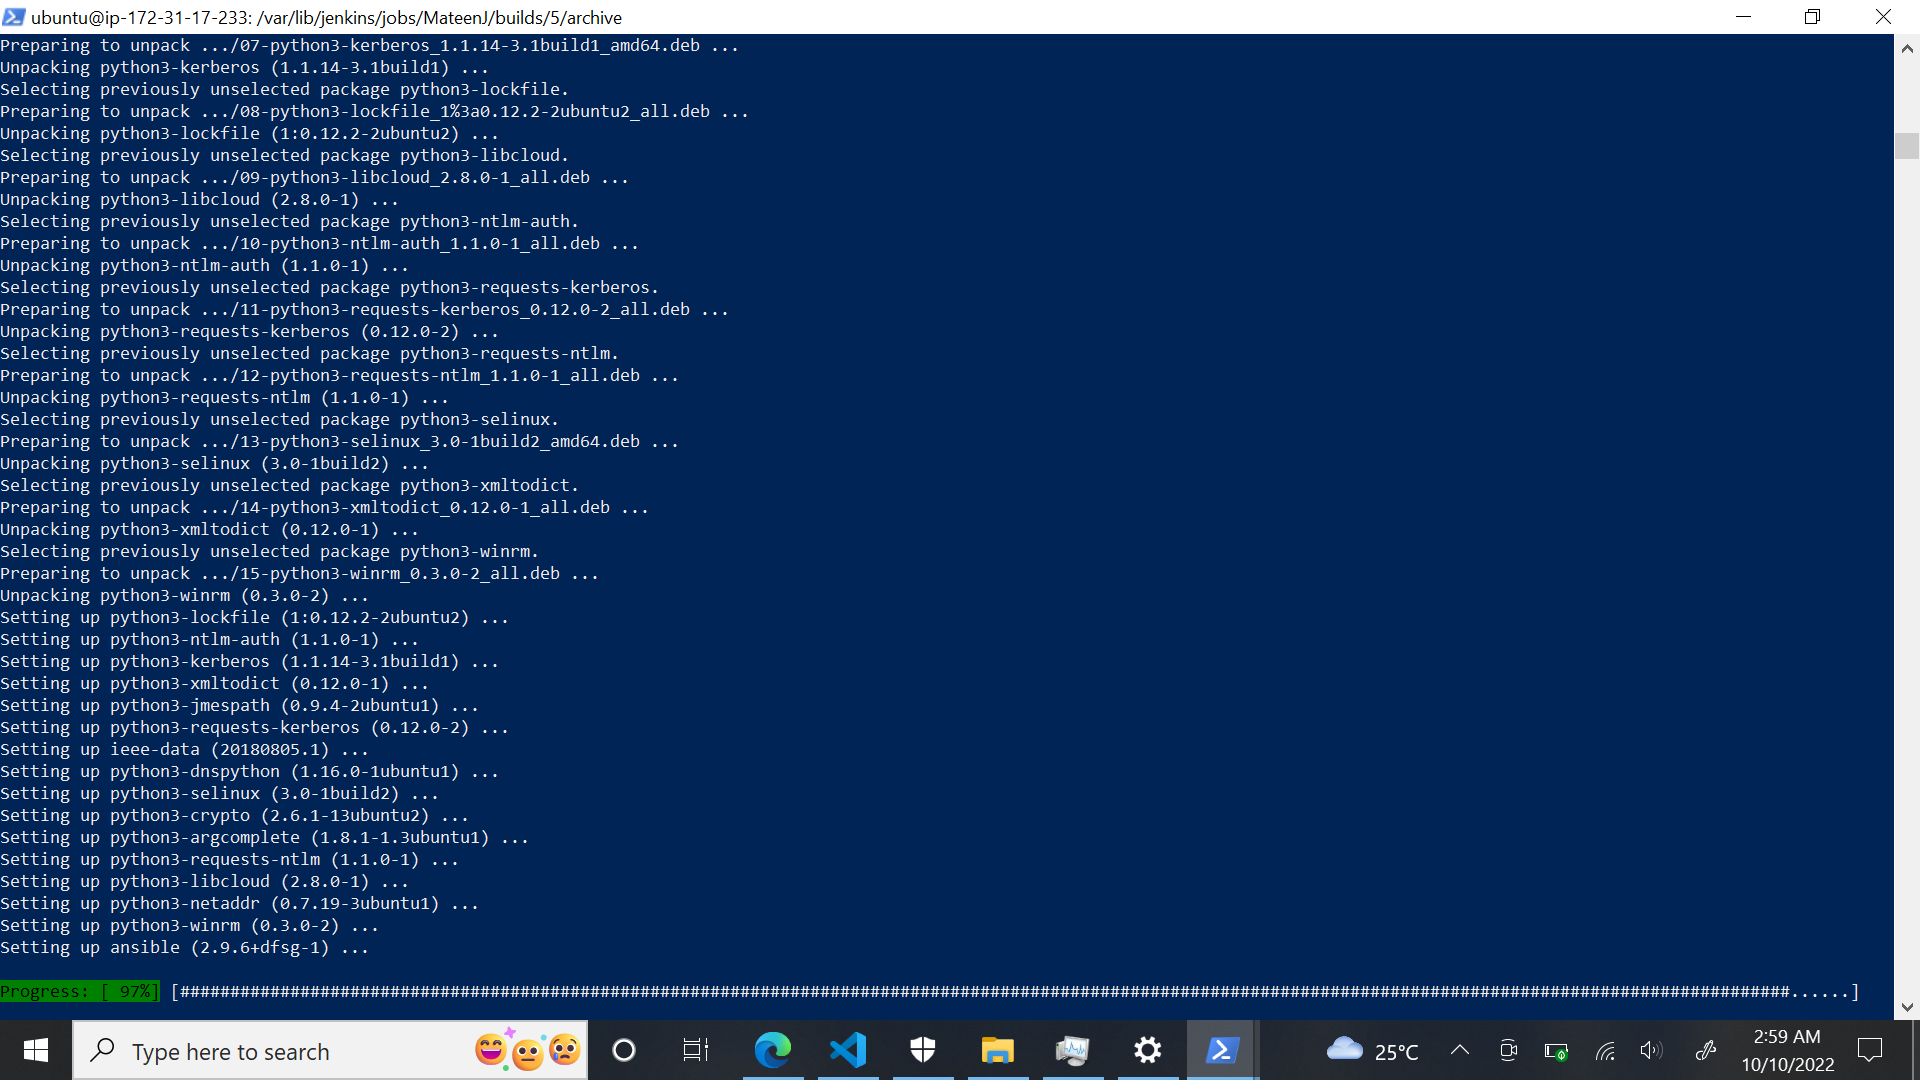 ubuntu@ip-172-31-17-233: /var/lib/jenkins/jobs/MateenJ/builds/5/archive
Preparing to unpack .../07-python3-kerberos_1.1.14-3.1build1_amd64.deb ...
Unpacking python3-kerberos (1.1.14-3.1build1) ...
Selecting previously unselected package python3-lockfile.
Preparing to unpack .../08-python3-lockfile_1%3a0.12.2-2ubuntu2_all.deb ...
Unpacking python3-lockfile (1:0.12.2-2ubuntu2) ...
Selecting previously unselected package python3-libcloud.
Preparing to unpack .../09-python3-libcloud_2.8.0-1_all.deb ...
Unpacking python3-libcloud (2.8.0-1) ...
Selecting previously unselected package python3-ntlm-auth.
Preparing to unpack .../10-python3-ntlm-auth_1.1.0-1_all.deb ...
Unpacking python3-ntlm-auth (1.1.0-1) ...
Selecting previously unselected package python3-requests-kerberos.
Preparing to unpack .../11-python3-requests-kerberos_0.12.0-2_all.deb ...
Unpacking python3-requests-kerberos (0.12.0-2) ...
Selecting previously unselected package python3-requests-ntlm.
Preparing to unpack .../12-python3-requests-ntlm_1.1.0-1_all.deb ...
Unpacking python3-requests-ntlm (1.1.0-1) ...
Selecting previously unselected package python3-selinux.
Preparing to unpack .../13-python3-selinux_3.0-1build2_amd64.deb ...
Unpacking python3-selinux (3.0-1build2) ...
Selecting previously unselected package python3-xmltodict.
Preparing to unpack .../14-python3-xmltodict_0.12.0-1_all.deb ...
Unpacking python3-xmltodict (0.12.0-1) ...
Selecting previously unselected package python3-winrm.
Preparing to unpack .../15-python3-winrm_0.3.0-2_all.deb ...
Unpacking python3-winrm (0.3.0-2) ...
Setting up python3-lockfile (1:0.12.2-2ubuntu2) ...
Setting up python3-ntlm-auth (1.1.0-1) ...
Setting up python3-kerberos (1.1.14-3.1build1) ...
Setting up python3-xmltodict (0.12.0-1) ...
Setting up python3-jmespath (0.9.4-2ubuntu1) ...
Setting up python3-requests-kerberos (0.12.0-2) ...
Setting up ieee-data (20180805.1) ...
Setting up python3-dnspython (1.16.0-1ubuntu1) ...
Setting up python3-selinux (3.0-1build2) ...
Setting up python3-crypto (2.6.1-13ubuntu2) ...
Setting up python3-argcomplete (1.8.1-1.3ubuntu1) ...
Setting up python3-requests-ntlm (1.1.0-1) ...
Setting up python3-libcloud (2.8.0-1) ...
Setting up python3-netaddr (0.7.19-3ubuntu1) ...
Setting up python3-winrm (0.3.0-2) ...
Setting up ansible (2.9.6+dfsg-1) ...
Progress: [ 97%] [#################################################################################################################################################################......]
Type here to search
25°C
2:59 AM
10/10/2022